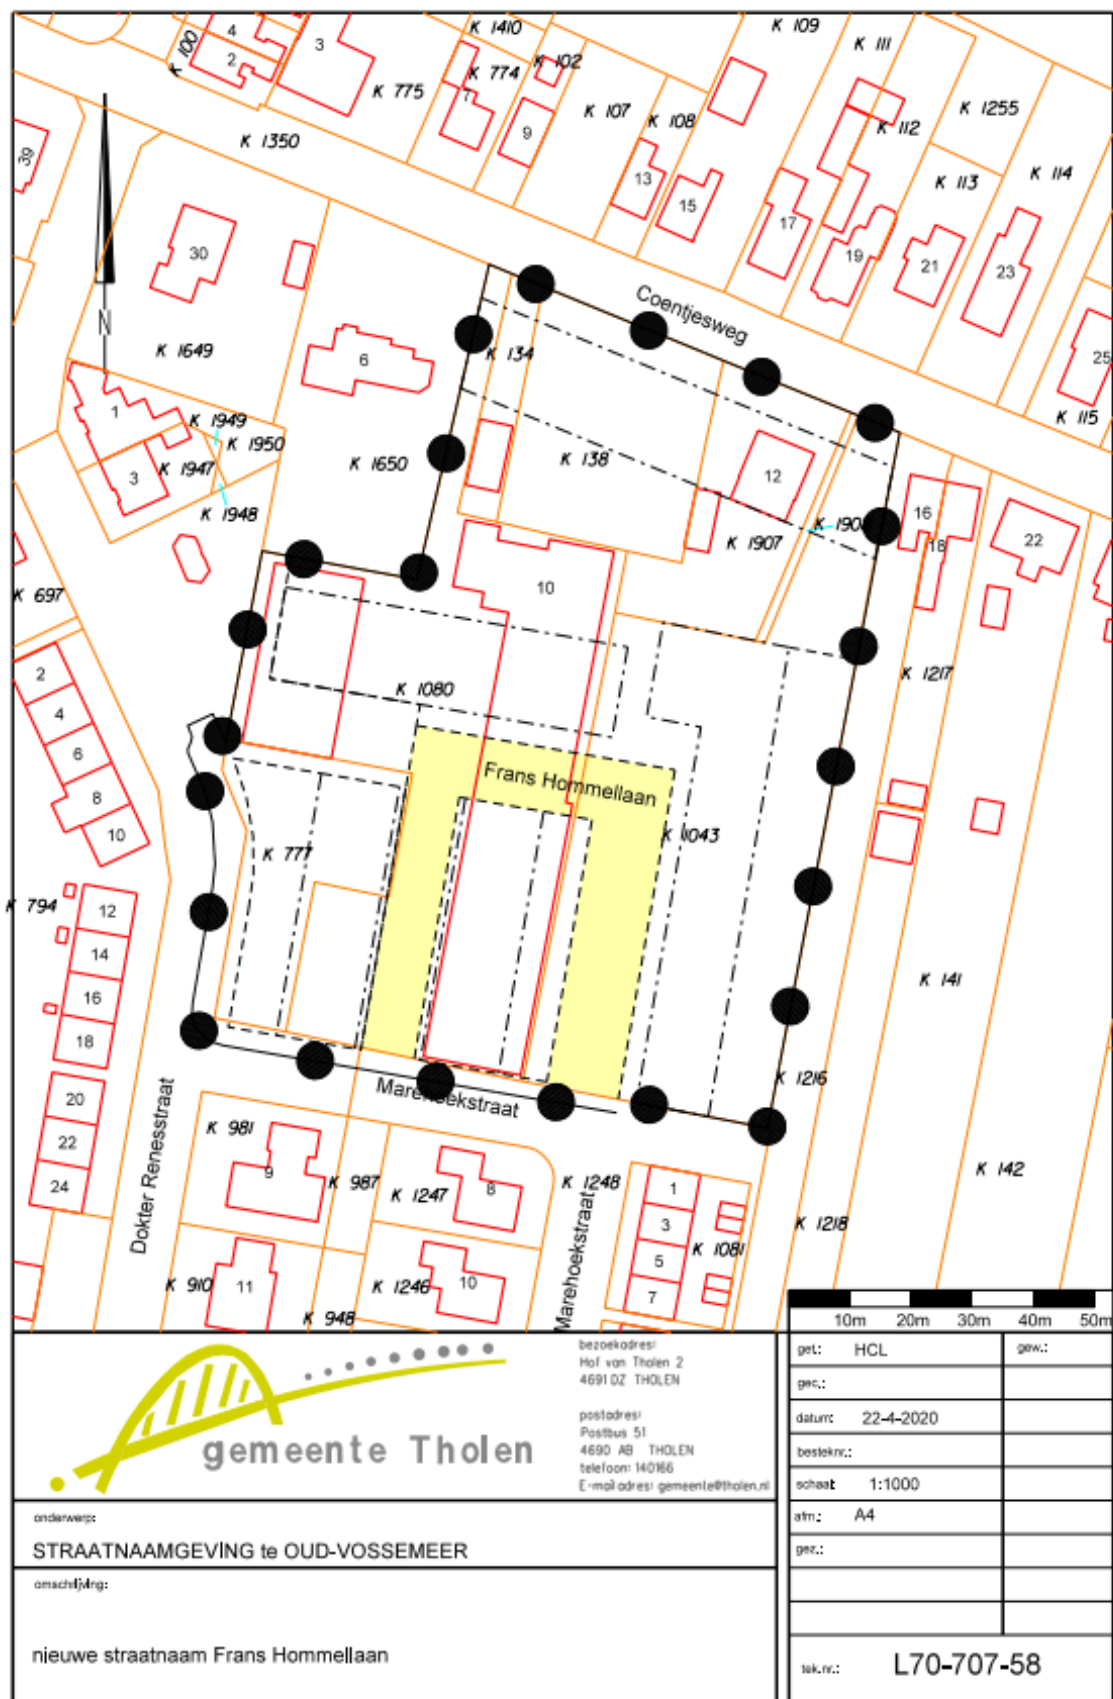 4
2
K 100
3
K 775
K 1410
K 774
7
K 102
9
K 107
K 108
K 109
K 111
K 112
K 1255
K 113
K 114
13
15
17
19
21
23
25
K 115
39
K 1350
30
N
K 1649
6
K 134
Coentjesweg
1
K 1949
K 1950
3
K 1947
K 1948
K 1650
K 138
12
K 190
K 1907
16
18
22
K 697
10
K 1217
2
4
6
8
10
K 1080
Frans Hommellaan
K 1043
K 777
K 794
12
14
16
18
20
22
24
K 141
K 1216
Marehoekstraat
Dokter Renesstraat
K 981
9
K 987
K 1247
8
K 1248
Marehoekstraat
1
3
5
7
K 1081
K 142
K 1218
K 910
11
K 948
K 1246
10
10m 20m 30m 40m 50m
gemeente Tholen
bezoekadres:
Hof van Tholen 2
4691 DZ THOLEN
postadres:
Postbus 51
4690 AB THOLEN
telefoon: 140166
E-mail adres: gemeente@tholen.nl
get.: HCL gew.:
gec.:
datum: 22-4-2020
besteknr.:
schaal: 1:1000
afm.: A4
gez.:
tek.nr.: L70-707-58
onderwerp:
STRAATNAAMGEVING te OUD-VOSSEMEER
omschrijving:
nieuwe straatnaam Frans Hommellaan